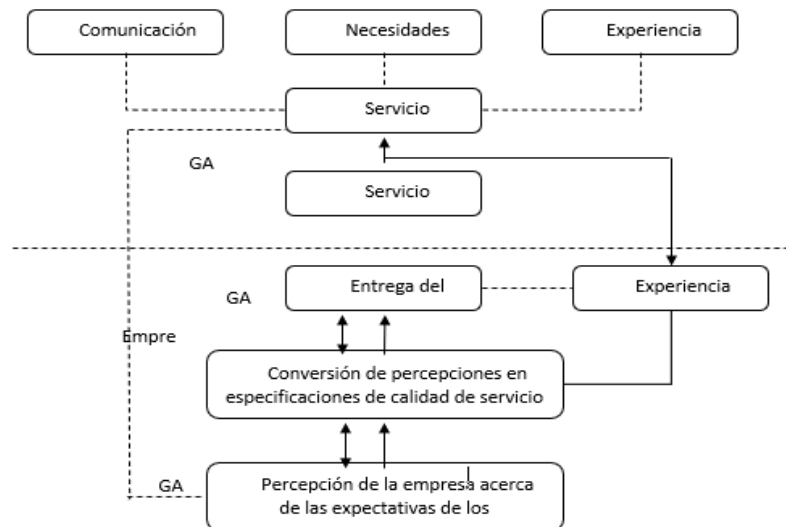 Comunicación
Necesidades
Experiencia
Servicio
GA
Servicio
Entrega del
Experiencia
GA
Empre
Conversión de percepciones en
especificaciones de calidad de servicio
GA
Percepción de la empresa acerca
de las expectativas de los